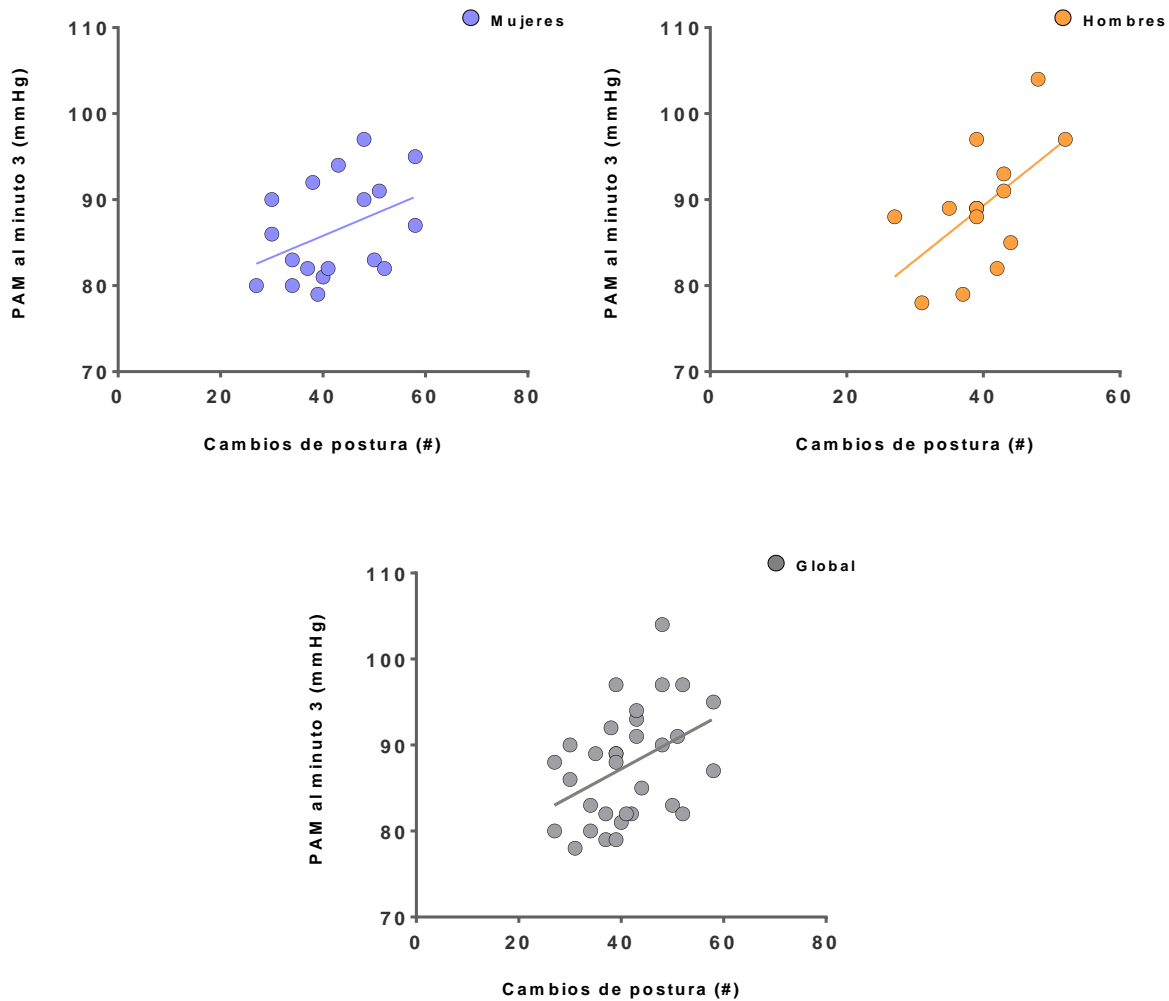 Mujeres
110
100
90
80
70
PAM al minuto 3 (mmHg)
0 20 40 60 80
Cambios de postura (#)
Hombres
110
100
90
80
70
PAM al minuto 3 (mmHg)
0 20 40 60
Cambios de postura (#)
Global
110
100
90
80
70
PAM al minuto 3 (mmHg)
0 20 40 60 80
Cambios de postura (#)